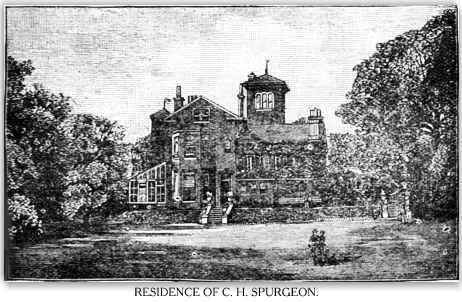 RESIDENCE OF C. H. SPURGEON.